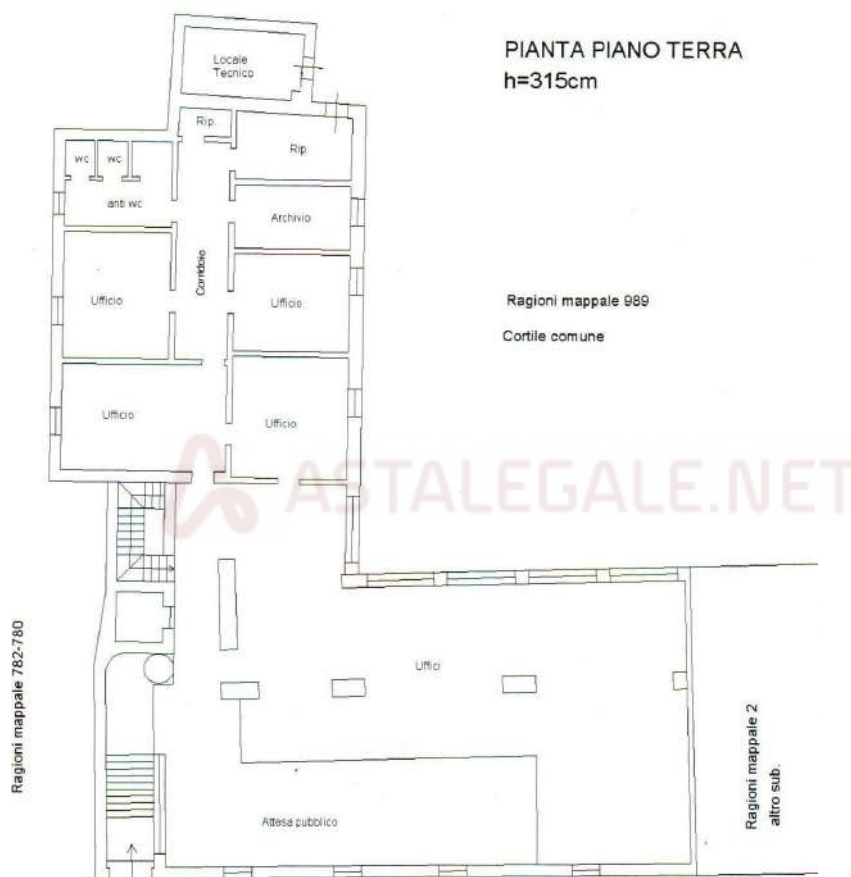 PIANTA PIANO TERRA
h=315cm
Locale
Tecnico
Rip.
Rip.
wc
wc
anti wc
Archivio
Corridoio
Ufficio
Ufficio
Ragioni mappale 989
Cortile comune
Ufficio
Ufficio
ASTALEGALE.NET
Ragioni mappale 782-780
Uffici
Ragioni mappale 2
altro sub.
Attesa pubblico